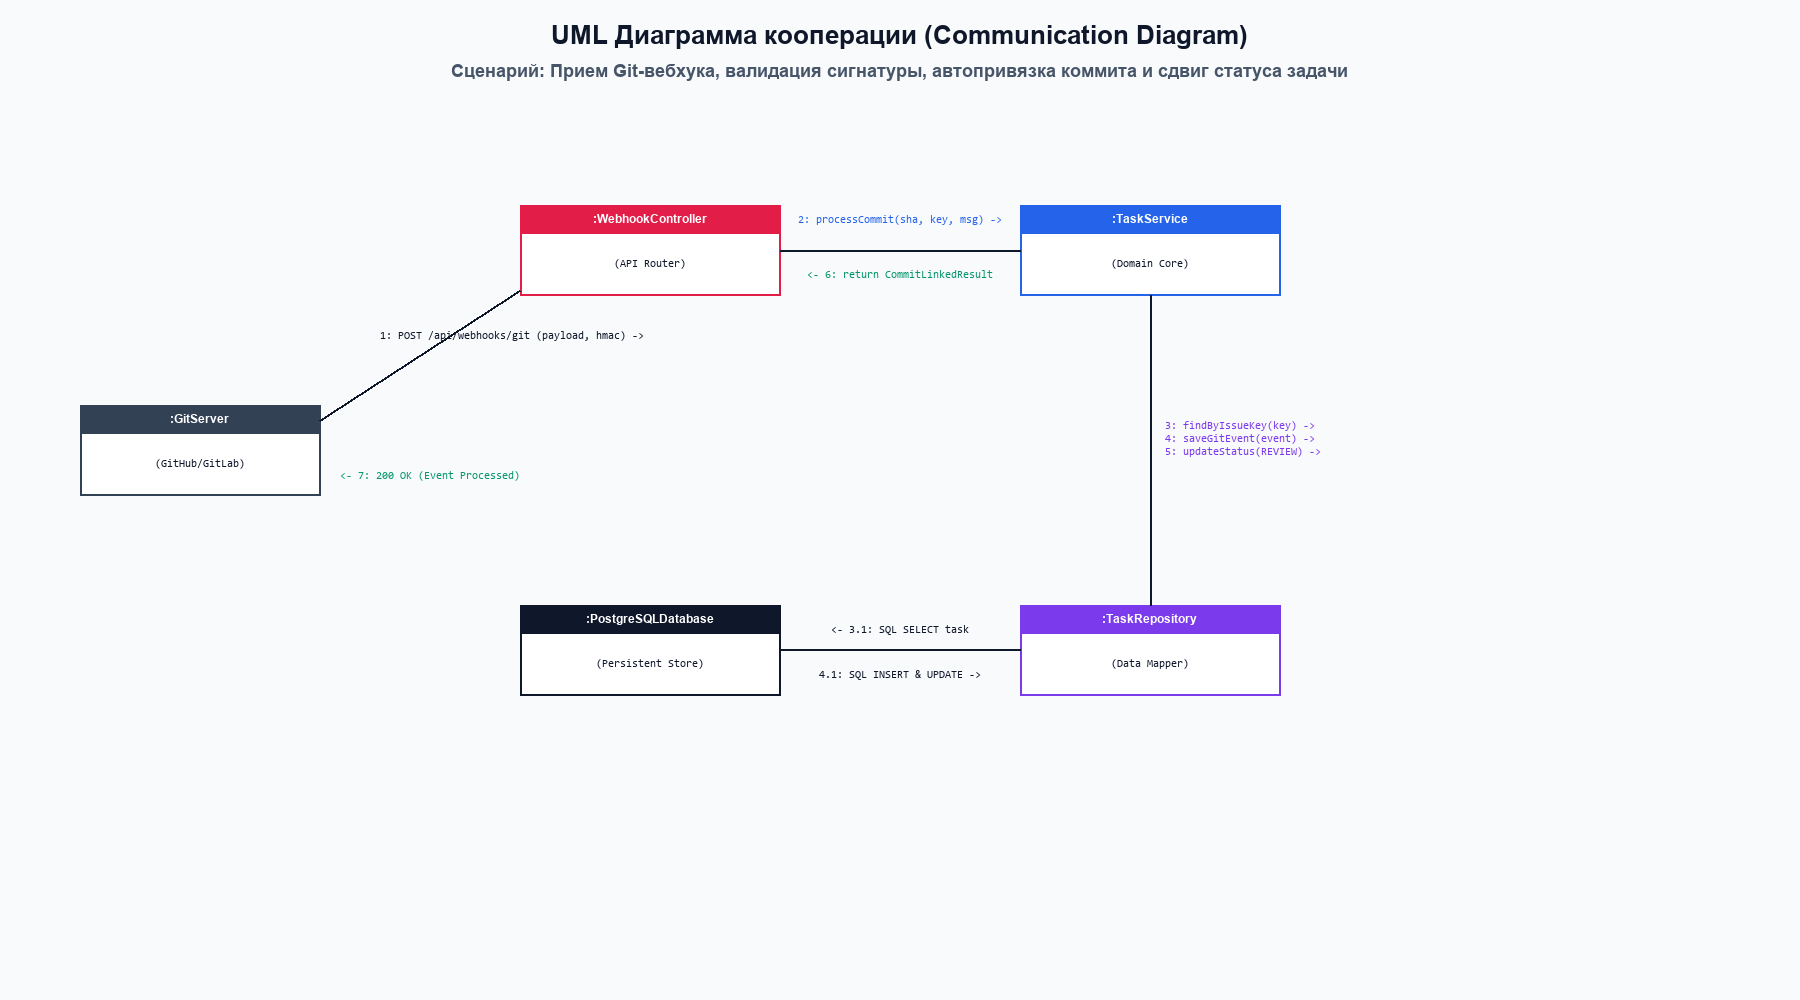 UML Диаграмма кооперации (Communication Diagram)
Сценарий: Прием Git-вебхука, валидация сигнатуры, автопривязка коммита и сдвиг статуса задачи
:WebhookController
(API Router)
2: processCommit(sha, key, msg) ->
<- 6: return CommitLinkedResult
:TaskService
(Domain Core)
1: POST /api/webhooks/git (payload, hmac) ->
:GitServer
(GitHub/GitLab)
<- 7: 200 OK (Event Processed)
3: findByIssueKey(key) ->
4: saveGitEvent(event) ->
5: updateStatus(REVIEW) ->
:PostgreSQLDatabase
(Persistent Store)
<- 3.1: SQL SELECT task
4.1: SQL INSERT & UPDATE ->
:TaskRepository
(Data Mapper)